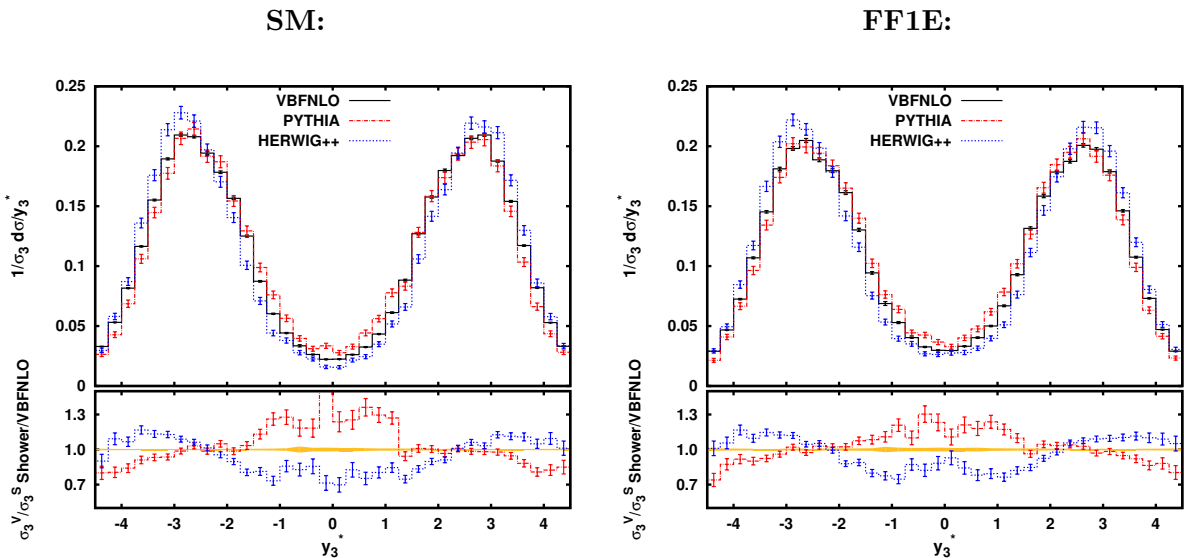 SM:
FF1E:
0.25
0.2
0.15
0.1
0.05
0
1/σ3 dσ/y3*
VBFNLO
PYTHIA
HERWIG++
1.3
1.0
0.7
σ3V/σ3S Shower/VBFNLO
-4 -3 -2 -1 0 1 2 3 4
y3*
0.25
0.2
0.15
0.1
0.05
0
1/σ3 dσ/y3*
VBFNLO
PYTHIA
HERWIG++
1.3
1.0
0.7
σ3V/σ3S Shower/VBFNLO
-4 -3 -2 -1 0 1 2 3 4
y3*